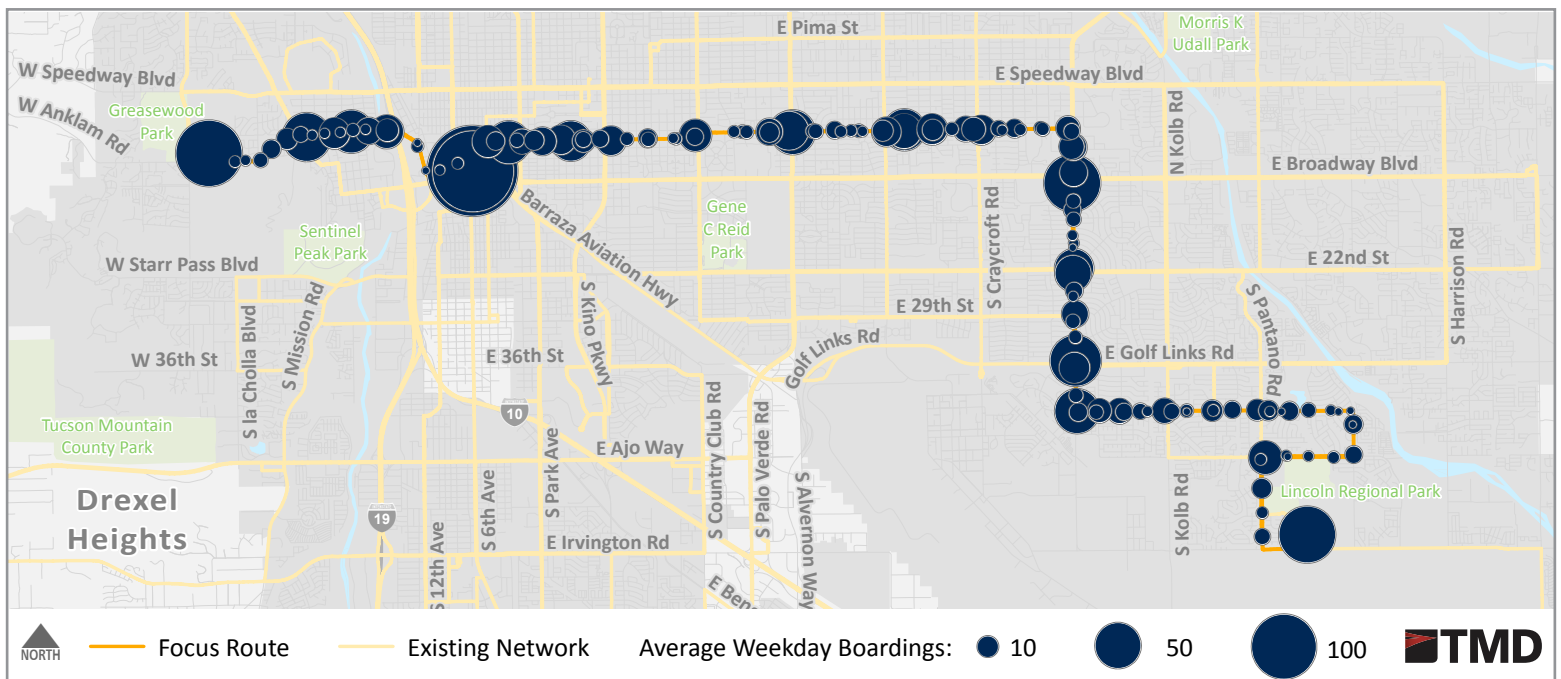 Morris K
Udall Park
E Pima St
W Speedway Blvd
E Speedway Blvd
Greasewood
Park
W Anklam Rd
N Kolb Rd
E Broadway Blvd
Barraza Aviation Hwy
Gene
C Reid
Park
S Craycroft Rd
Sentinel
Peak Park
W Starr Pass Blvd
E 22nd St
S Harrison Rd
S Kino Pkwy
S Pantano Rd
E 29th St
S la Cholla Blvd
S Mission Rd
W 36th St
E 36th St
Golf Links Rd
E Golf Links Rd
10
Tucson Mountain
County Park
E Ajo Way
S Country Club Rd
S Palo Verde Rd
S Alvernon Way
S Park Ave
S 6th Ave
S 12th Ave
Drexel
Heights
19
E Irvington Rd
S Kolb Rd
Lincoln Regional Park
E Ben
NORTH
Focus Route
Existing Network
Average Weekday Boardings:
10
50
100
TMD